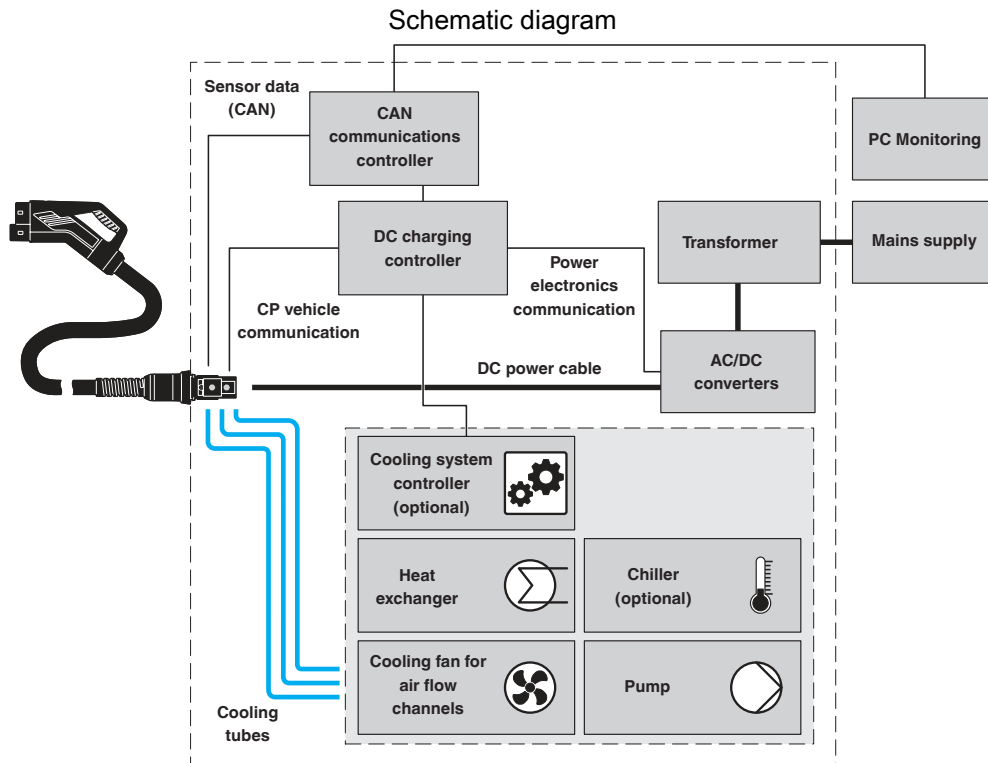 Schematic diagram
Sensor data
(CAN)
CAN
communications
controller
PC Monitoring
DC charging
controller
Transformer
Mains supply
Power
electronics
communication
CP vehicle
communication
DC power cable
AC/DC
converters
Cooling system
controller
(optional)
Heat
exchanger
Chiller
(optional)
Cooling fan for
air flow
channels
Pump
Cooling
tubes